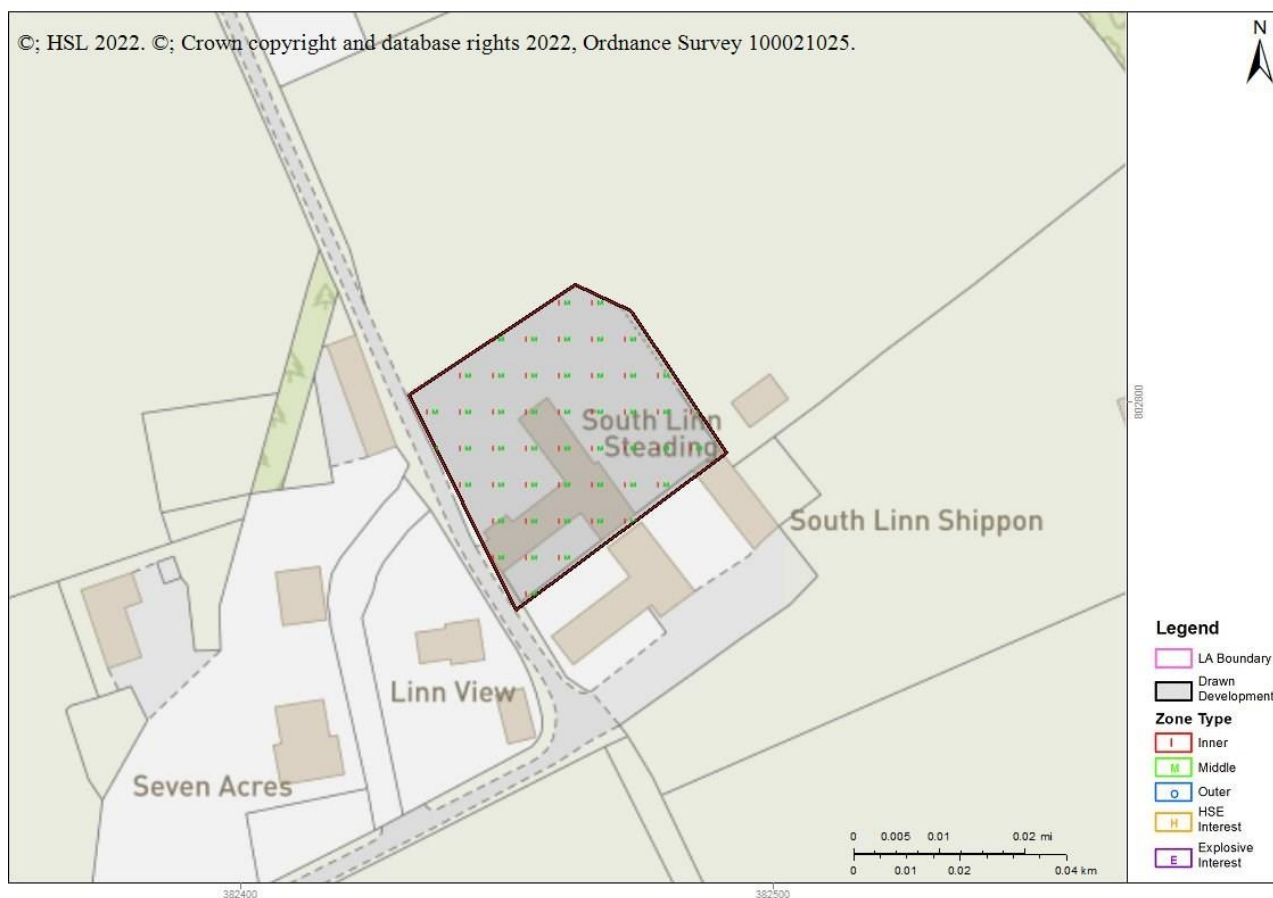 ©; HSL 2022. ©; Crown copyright and database rights 2022, Ordnance Survey 100021025.
N
South Linn
Steading
802800
South Linn Shippon
Linn View
Seven Acres
Legend
LA Boundary
Drawn
Development
Zone Type
I Inner
M Middle
O Outer
H HSE
Interest
E Explosive
Interest
0 0.005 0.01 0.02 mi
0 0.01 0.02 0.04 km
382400 382500